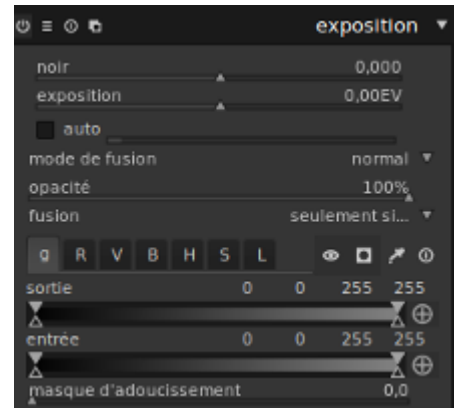 exposition
noir 0,000
exposition 0,00EV
auto
mode de fusion normal
opacité 100%
fusion seulement si...
g R V B H S L
sortie 0 0 255 255
entrée 0 0 255 255
masque d'adoucissement 0,0